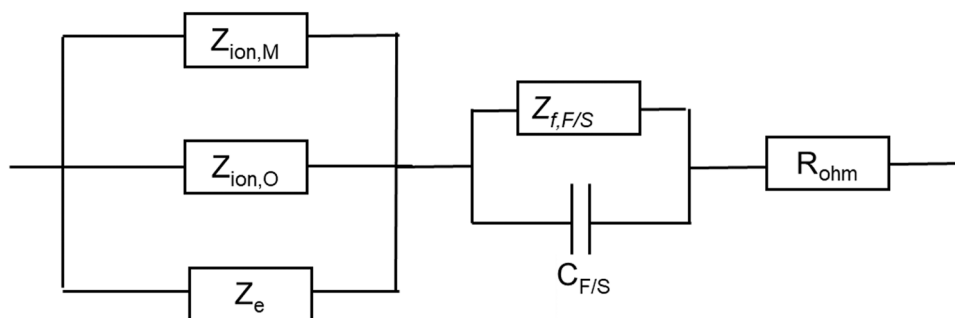 Z_ion,M
Z_ion,O
Z_e
Z_f,F/S
C_F/S
R_ohm